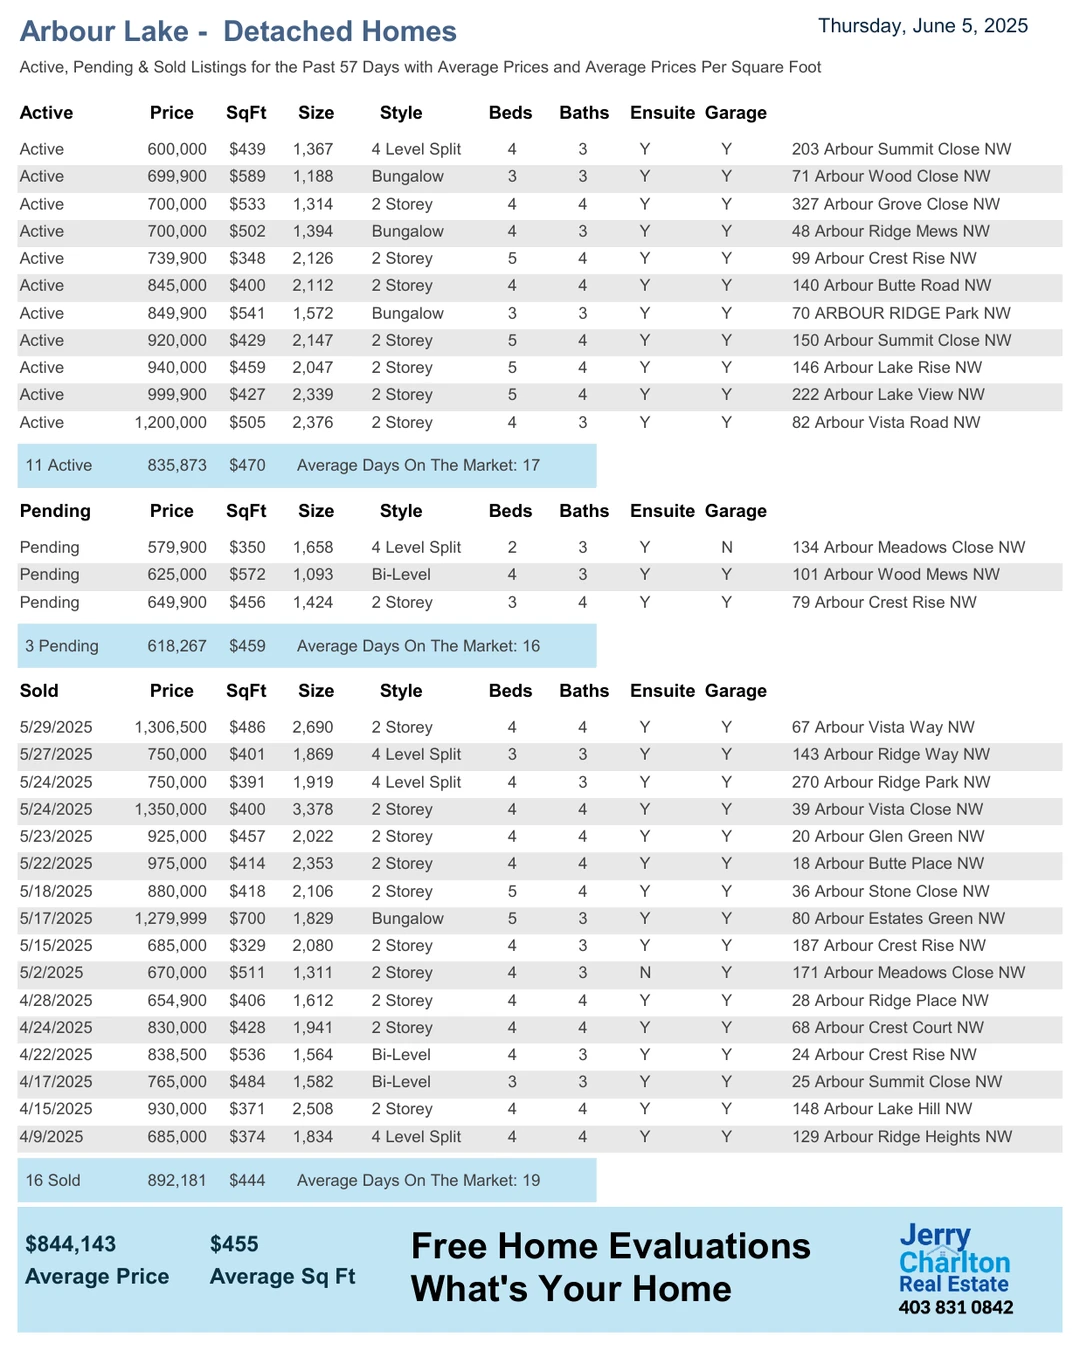 Arbour Lake - Detached Homes Thursday, June 5, 2025
Active, Pending & Sold Listings for the Past 57 Days with Average Prices and Average Prices Per Square Foot
Active Price SqFt Size Style Beds Baths Ensuite Garage
Active 600,000 $439 1,367 4 Level Split 4 3 Y Y 203 Arbour Summit Close NW
Active 699,900 $589 1,188 Bungalow 3 3 Y Y 71 Arbour Wood Close NW
Active 700,000 $533 1,314 2 Storey 4 4 Y Y 327 Arbour Grove Close NW
Active 700,000 $502 1,394 Bungalow 4 3 Y Y 48 Arbour Ridge Mews NW
Active 739,900 $348 2,126 2 Storey 5 4 Y Y 99 Arbour Crest Rise NW
Active 845,000 $400 2,112 2 Storey 4 4 Y Y 140 Arbour Butte Road NW
Active 849,900 $541 1,572 Bungalow 3 3 Y Y 70 ARBOUR RIDGE Park NW
Active 920,000 $429 2,147 2 Storey 5 4 Y Y 150 Arbour Summit Close NW
Active 940,000 $459 2,047 2 Storey 5 4 Y Y 146 Arbour Lake Rise NW
Active 999,900 $427 2,339 2 Storey 5 4 Y Y 222 Arbour Lake View NW
Active 1,200,000 $505 2,376 2 Storey 4 3 Y Y 82 Arbour Vista Road NW
11 Active 835,873 $470 Average Days On The Market: 17
Pending Price SqFt Size Style Beds Baths Ensuite Garage
Pending 579,900 $350 1,658 4 Level Split 2 3 Y N 134 Arbour Meadows Close NW
Pending 625,000 $572 1,093 Bi-Level 4 3 Y Y 101 Arbour Wood Mews NW
Pending 649,900 $456 1,424 2 Storey 3 4 Y Y 79 Arbour Crest Rise NW
3 Pending 618,267 $459 Average Days On The Market: 16
Sold Price SqFt Size Style Beds Baths Ensuite Garage
5/29/2025 1,306,500 $486 2,690 2 Storey 4 4 Y Y 67 Arbour Vista Way NW
5/27/2025 750,000 $401 1,869 4 Level Split 3 3 Y Y 143 Arbour Ridge Way NW
5/24/2025 750,000 $391 1,919 4 Level Split 4 3 Y Y 270 Arbour Ridge Park NW
5/24/2025 1,350,000 $400 3,378 2 Storey 4 4 Y Y 39 Arbour Vista Close NW
5/23/2025 925,000 $457 2,022 2 Storey 4 4 Y Y 20 Arbour Glen Green NW
5/22/2025 975,000 $414 2,353 2 Storey 4 4 Y Y 18 Arbour Butte Place NW
5/18/2025 880,000 $418 2,106 2 Storey 5 4 Y Y 36 Arbour Stone Close NW
5/17/2025 1,279,999 $700 1,829 Bungalow 5 3 Y Y 80 Arbour Estates Green NW
5/15/2025 685,000 $329 2,080 2 Storey 4 3 Y Y 187 Arbour Crest Rise NW
5/2/2025 670,000 $511 1,311 2 Storey 4 3 N Y 171 Arbour Meadows Close NW
4/28/2025 654,900 $406 1,612 2 Storey 4 4 Y Y 28 Arbour Ridge Place NW
4/24/2025 830,000 $428 1,941 2 Storey 4 4 Y Y 68 Arbour Crest Court NW
4/22/2025 838,500 $536 1,564 Bi-Level 4 3 Y Y 24 Arbour Crest Rise NW
4/17/2025 765,000 $484 1,582 Bi-Level 3 3 Y Y 25 Arbour Summit Close NW
4/15/2025 930,000 $371 2,508 2 Storey 4 4 Y Y 148 Arbour Lake Hill NW
4/9/2025 685,000 $374 1,834 4 Level Split 4 4 Y Y 129 Arbour Ridge Heights NW
16 Sold 892,181 $444 Average Days On The Market: 19
$844,143 $455
Average Price Average Sq Ft
Free Home Evaluations
What's Your Home
Jerry
Charlton
Real Estate
403 831 0842